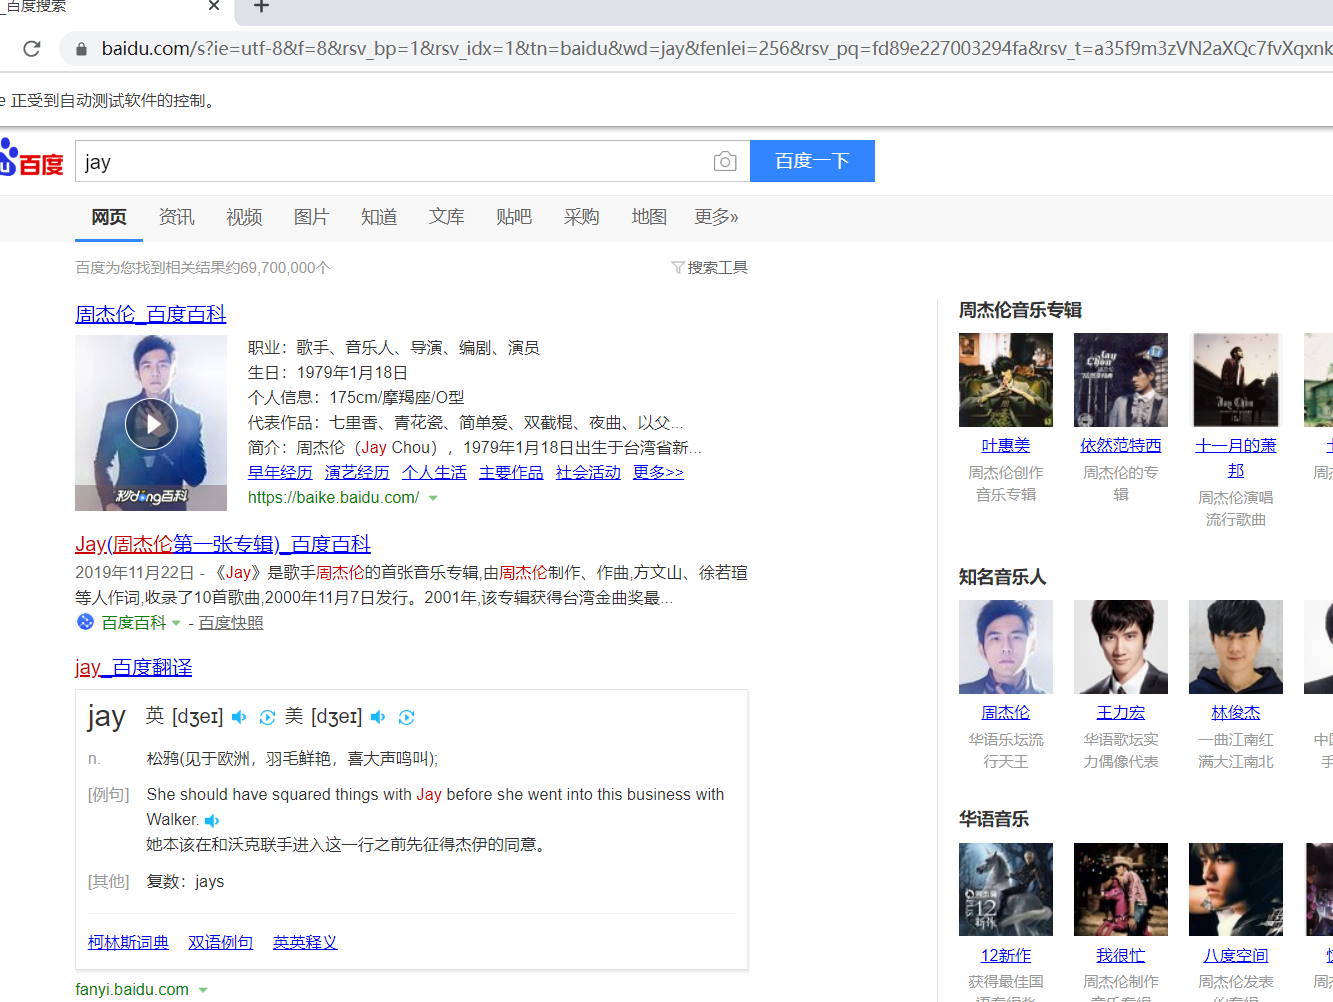 _百度搜索
baidu.com/s?ie=utf-8&f=8&rsv_bp=1&rsv_idx=1&tn=baidu&wd=jay&fenlei=256&rsv_pq=fd89e227003294fa&rsv_t=a35f9m3zVN2aXQc7fvXqxnk
e 正受到自动测试软件的控制。
百度
jay
百度一下
网页 资讯 视频 图片 知道 文库 贴吧 采购 地图 更多»
百度为您找到相关结果约69,700,000个
搜索工具
周杰伦_百度百科
秒dong百科
职业：歌手、音乐人、导演、编剧、演员
生日：1979年1月18日
个人信息：175cm/摩羯座/O型
代表作品：七里香、青花瓷、简单爱、双截棍、夜曲、以父...
简介：周杰伦（Jay Chou），1979年1月18日出生于台湾省新...
早年经历 演艺经历 个人生活 主要作品 社会活动 更多>>
https://baike.baidu.com/
Jay(周杰伦第一张专辑)_百度百科
2019年11月22日 - 《Jay》是歌手周杰伦的首张音乐专辑,由周杰伦制作、作曲,方文山、徐若瑄
等人作词,收录了10首歌曲,2000年11月7日发行。2001年,该专辑获得台湾金曲奖最...
百度百科 - 百度快照
jay_百度翻译
jay 英 [dʒeɪ] 美 [dʒeɪ]
n. 松鸦(见于欧洲，羽毛鲜艳，喜大声鸣叫);
[例句] She should have squared things with Jay before she went into this business with
Walker.
她本该在和沃克联手进入这一行之前先征得杰伊的同意。
[其他] 复数：jays
柯林斯词典 双语例句 英英释义
fanyi.baidu.com
周杰伦音乐专辑
叶惠美
周杰伦创作
音乐专辑
依然范特西
周杰伦的专
辑
十一月的萧
邦
周杰伦演唱
流行歌曲
周
知名音乐人
周杰伦
华语乐坛流
行天王
王力宏
华语歌坛实
力偶像代表
林俊杰
一曲江南红
满大江南北
中
手
华语音乐
12新作
获得最佳国
语专辑奖
我很忙
周杰伦制作
音乐专辑
八度空间
周杰伦发表
周